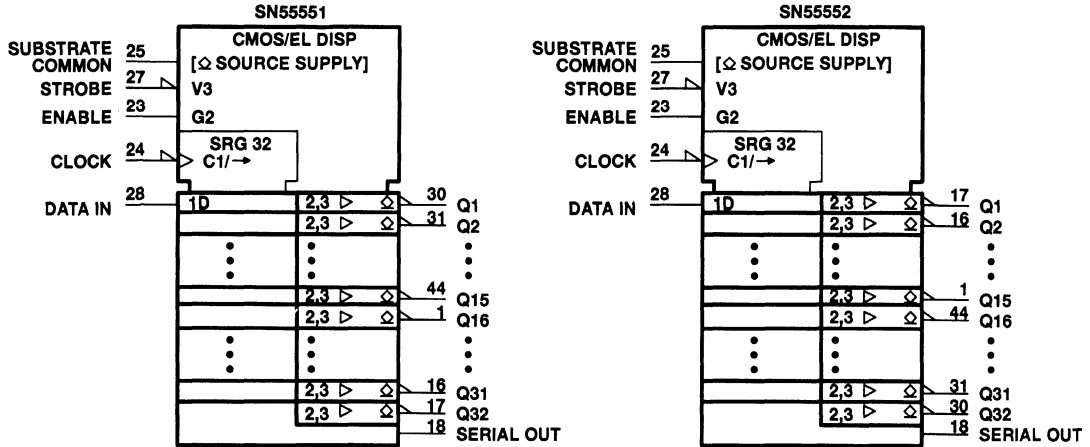 SN55551
CMOS/EL DISP
[◇ SOURCE SUPPLY]
SUBSTRATE COMMON 25
STROBE 27 V3
ENABLE 23 G2
SRG 32
CLOCK 24 C1/→
DATA IN 28 1D 2,3 ▷ ◇ 30 Q1
2,3 ▷ ◇ 31 Q2
2,3 ▷ ◇ 44 Q15
2,3 ▷ ◇ 1 Q16
2,3 ▷ ◇ 16 Q31
2,3 ▷ ◇ 17 Q32
18 SERIAL OUT
SN55552
CMOS/EL DISP
[◇ SOURCE SUPPLY]
SUBSTRATE COMMON 25
STROBE 27 V3
ENABLE 23 G2
SRG 32
CLOCK 24 C1/→
DATA IN 28 1D 2,3 ▷ ◇ 17 Q1
2,3 ▷ ◇ 16 Q2
2,3 ▷ ◇ 1 Q15
2,3 ▷ ◇ 44 Q16
2,3 ▷ ◇ 31 Q31
2,3 ▷ ◇ 30 Q32
18 SERIAL OUT